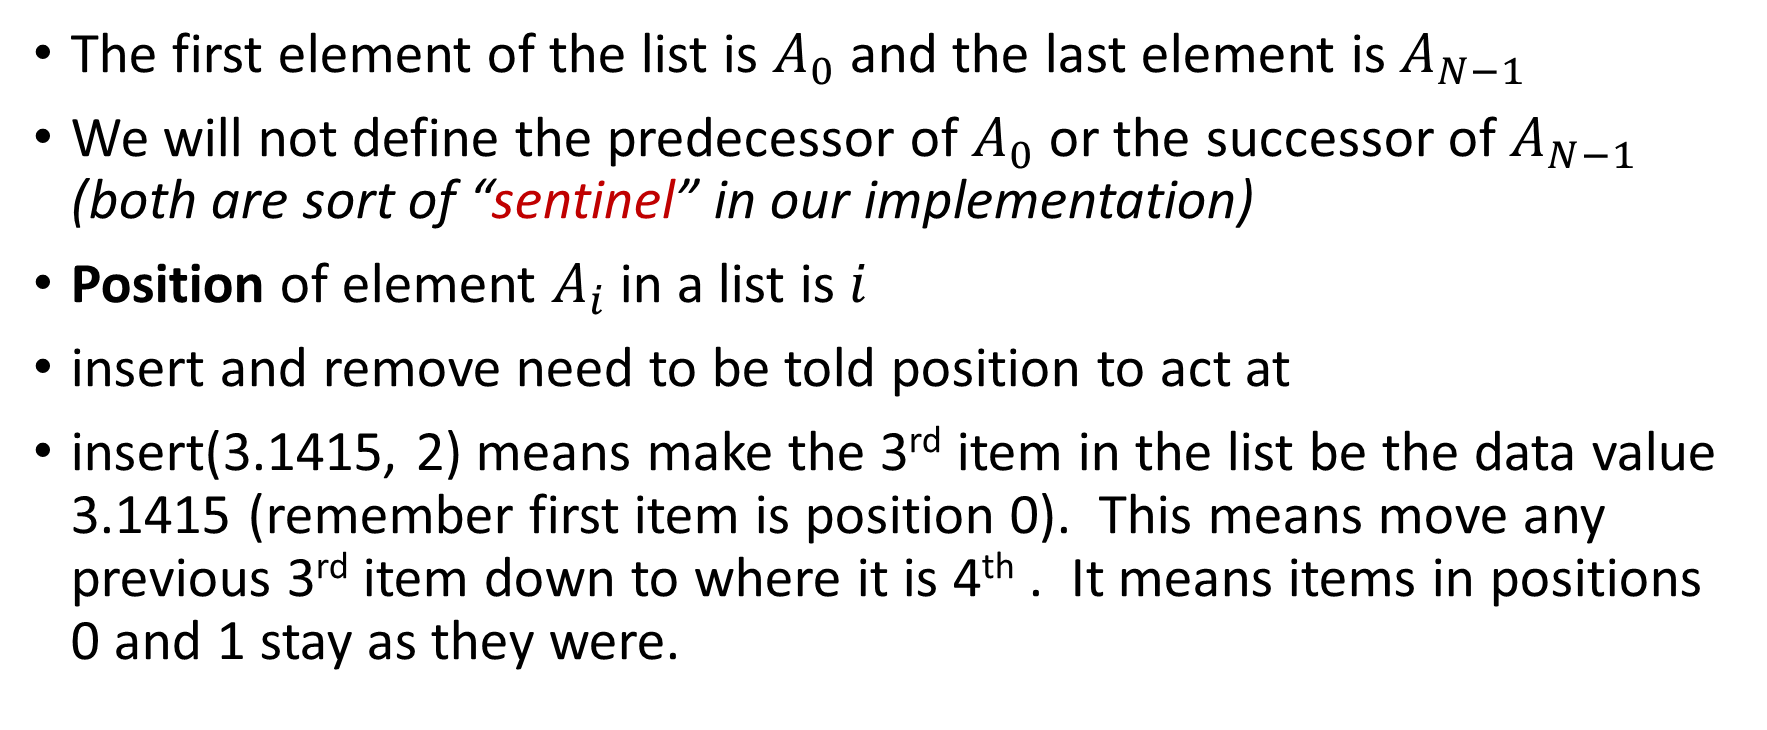 • The first element of the list is A₀ and the last element is A_{N−1}
• We will not define the predecessor of A₀ or the successor of A_{N−1}
(both are sort of “sentinel” in our implementation)
• Position of element A_i in a list is i
• insert and remove need to be told position to act at
• insert(3.1415, 2) means make the 3rd item in the list be the data value
3.1415 (remember first item is position 0).  This means move any
previous 3rd item down to where it is 4th .  It means items in positions
0 and 1 stay as they were.